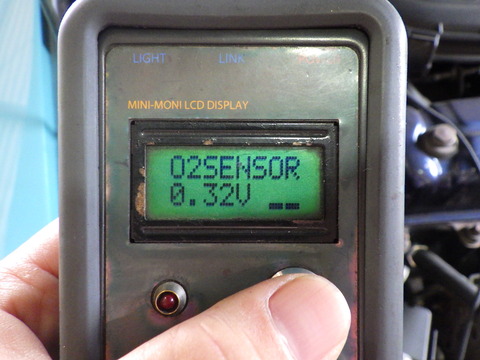 LIGHT LINK
MINI-MONI LCD DISPLAY
O2SENSOR
0.32V